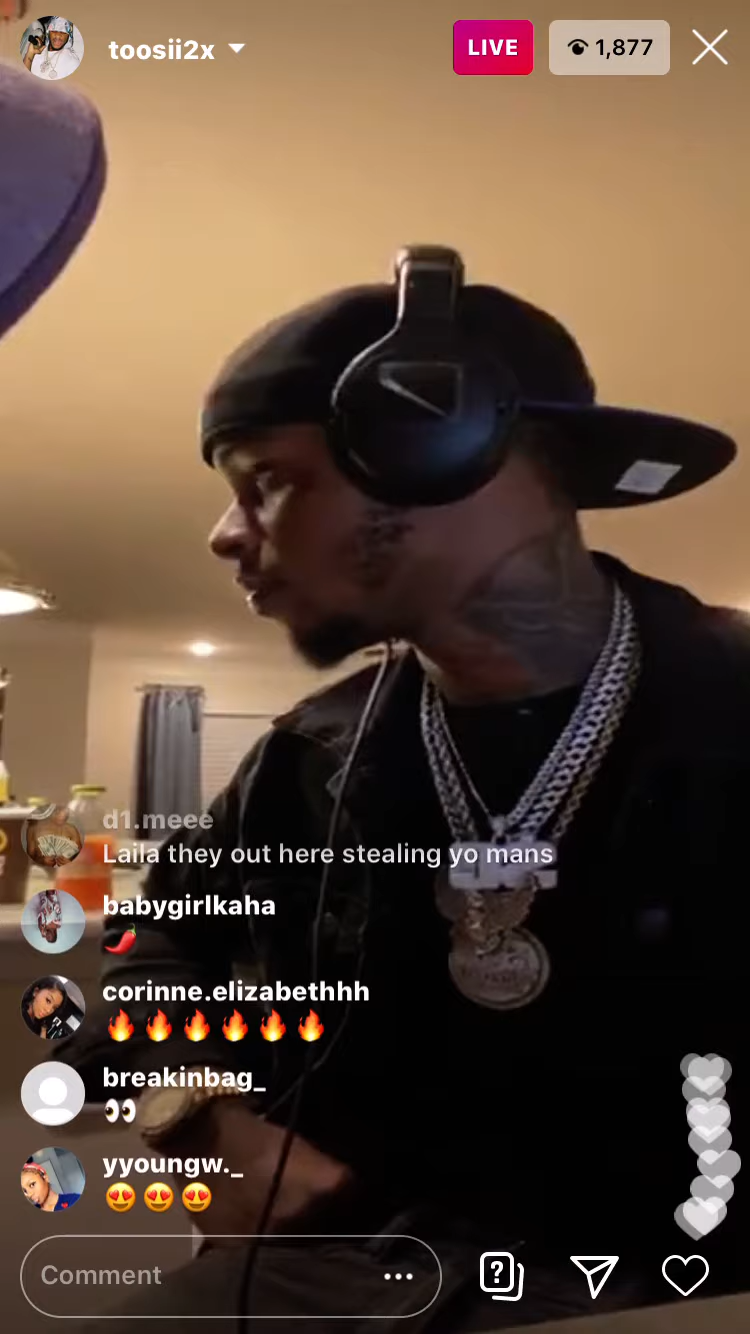 toosii2x
LIVE
1,877
d1.meee
Laila they out here stealing yo mans
babygirlkaha
🌶️
corinne.elizabethhh
🔥🔥🔥🔥🔥🔥
breakinbag_
👀
yyoungw._
😍😍😍
Comment